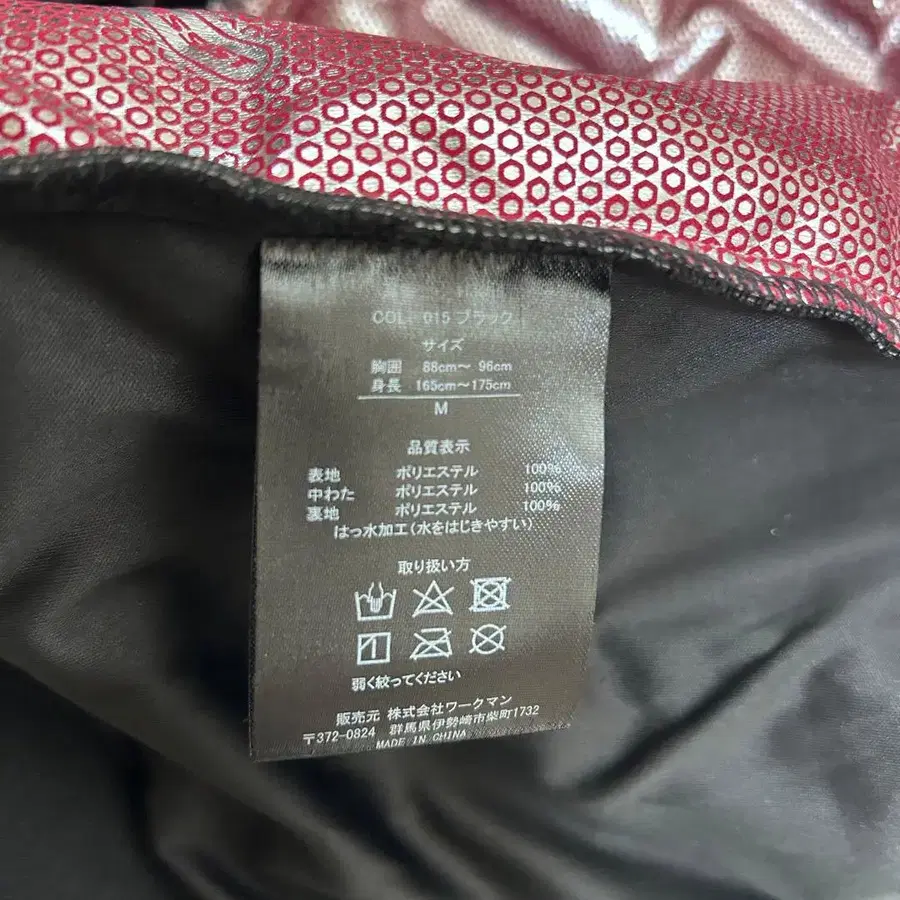 COL: 015 ブラック
サイズ
胸囲 88cm～ 96cm
身長 165cm～175cm
M
品質表示
表地 ポリエステル 100%
中わた ポリエステル 100%
裏地 ポリエステル 100%
はっ水加工(水をはじきやすい)
取り扱い方
弱く絞ってください
販売元 株式会社ワークマン
〒372-0824 群馬県伊勢崎市柴町1732
MADE IN CHINA